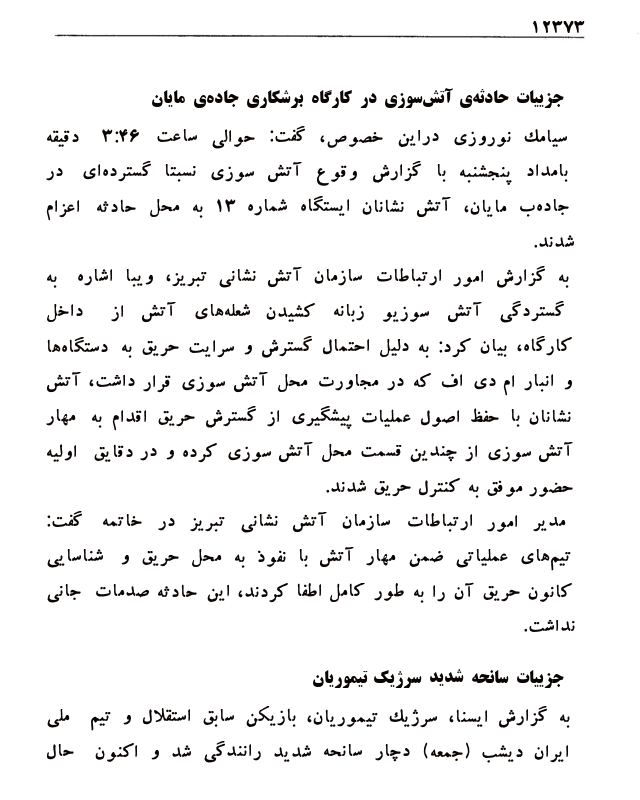 ۱۲۳۷۳
جزییات حادثه‌ی آتش‌سوزی در کارگاه برشکاری جاده‌ی مایان
سیامك نوروزی دراین خصوص، گفت: حوالی ساعت ۳:۴۶ دقیقه
بامداد پنجشنبه با گزارش وقوع آتش سوزی نسبتا گسترده‌ای در
جاده‌ب مایان، آتش نشانان ایستگاه شماره ۱۳ به محل حادثه اعزام
شدند.
به گزارش امور ارتباطات سازمان آتش نشانی تبریز، ویبا اشاره به
گستردگی آتش سوزیو زبانه کشیدن شعله‌های آتش از داخل
کارگاه، بیان کرد: به دلیل احتمال گسترش و سرایت حریق به دستگاه‌ها
و انبار ام دی اف که در مجاورت محل آتش سوزی قرار داشت، آتش
نشانان با حفظ اصول عملیات پیشگیری از گسترش حریق اقدام به مهار
آتش سوزی از چندین قسمت محل آتش سوزی کرده و در دقایق اولیه
حضور موفق به کنترل حریق شدند.
مدیر امور ارتباطات سازمان آتش نشانی تبریز در خاتمه گفت:
تیم‌های عملیاتی ضمن مهار آتش با نفوذ به محل حریق و شناسایی
کانون حریق آن را به طور کامل اطفا کردند، این حادثه صدمات جانی
نداشت.
جزییات سانحه شدید سرژیک تیموریان
به گزارش ایسنا، سرژیك تیموریان، بازیکن سابق استقلال و تیم ملی
ایران دیشب (جمعه) دچار سانحه شدید رانندگی شد و اکنون حال